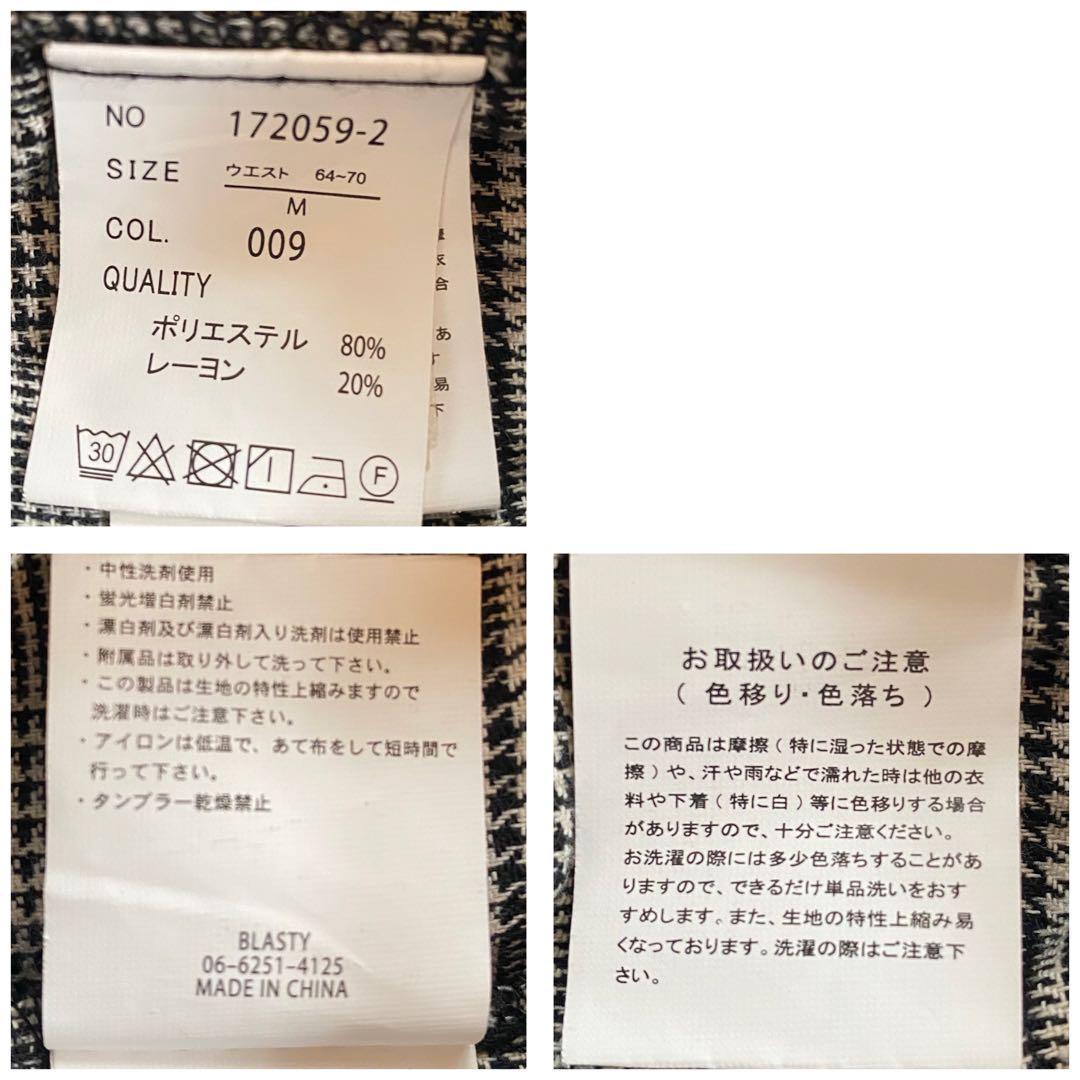 NO 172059-2
SIZE ウエスト 64~70
M
COL. 009
QUALITY
ポリエステル 80%
レーヨン 20%
30
F
衣
合
あ
す
易
下
・中性洗剤使用
・蛍光増白剤禁止
・漂白剤及び漂白剤入り洗剤は使用禁止
・附属品は取り外して洗って下さい。
・この製品は生地の特性上縮みますので
洗濯時はご注意下さい。
・アイロンは低温で、あて布をして短時間で
行って下さい。
・タンブラー乾燥禁止
BLASTY
06-6251-4125
MADE IN CHINA
お取扱いのご注意
( 色移り・色落ち )
この商品は摩擦 ( 特に湿った状態での摩
擦 ) や、汗や雨などで濡れた時は他の衣
料や下着 ( 特に白 ) 等に色移りする場合
がありますので、十分ご注意ください。
お洗濯の際には多少色落ちすることがあ
りますので、できるだけ単品洗いをおす
すめします。また、生地の特性上縮み易
くなっております。洗濯の際はご注意下
さい。